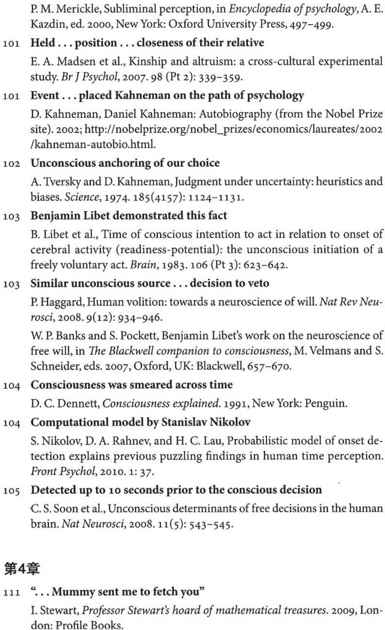 P. M. Merickle, Subliminal perception, in Encyclopedia of psychology, A. E.
Kazdin, ed. 2000, New York: Oxford University Press, 497–499.
101 Held . . . position . . . closeness of their relative
E. A. Madsen et al., Kinship and altruism: a cross-cultural experimental
study. Br J Psychol, 2007. 98 (Pt 2): 339–359.
101 Event . . . placed Kahneman on the path of psychology
D. Kahneman, Daniel Kahneman: Autobiography (from the Nobel Prize
site). 2002; http://nobelprize.org/nobel_prizes/economics/laureates/2002
/kahneman-autobio.html.
102 Unconscious anchoring of our choice
A. Tversky and D. Kahneman, Judgment under uncertainty: heuristics and
biases. Science, 1974. 185(4157): 1124–1131.
103 Benjamin Libet demonstrated this fact
B. Libet et al., Time of conscious intention to act in relation to onset of
cerebral activity (readiness-potential): the unconscious initiation of a
freely voluntary act. Brain, 1983. 106 (Pt 3): 623–642.
103 Similar unconscious source . . . decision to veto
P. Haggard, Human volition: towards a neuroscience of will. Nat Rev Neu-
rosci, 2008. 9(12): 934–946.
W. P. Banks and S. Pockett, Benjamin Libet’s work on the neuroscience of
free will, in The Blackwell companion to consciousness, M. Velmans and S.
Schneider, eds. 2007, Oxford, UK: Blackwell, 657–670.
104 Consciousness was smeared across time
D. C. Dennett, Consciousness explained. 1991, New York: Penguin.
104 Computational model by Stanislav Nikolov
S. Nikolov, D. A. Rahnev, and H. C. Lau, Probabilistic model of onset de-
tection explains previous puzzling findings in human time perception.
Front Psychol, 2010. 1: 37.
105 Detected up to 10 seconds prior to the conscious decision
C. S. Soon et al., Unconscious determinants of free decisions in the human
brain. Nat Neurosci, 2008. 11(5): 543–545.
第4章
111 “. . . Mummy sent me to fetch you”
I. Stewart, Professor Stewart’s hoard of mathematical treasures. 2009, Lon-
don: Profile Books.